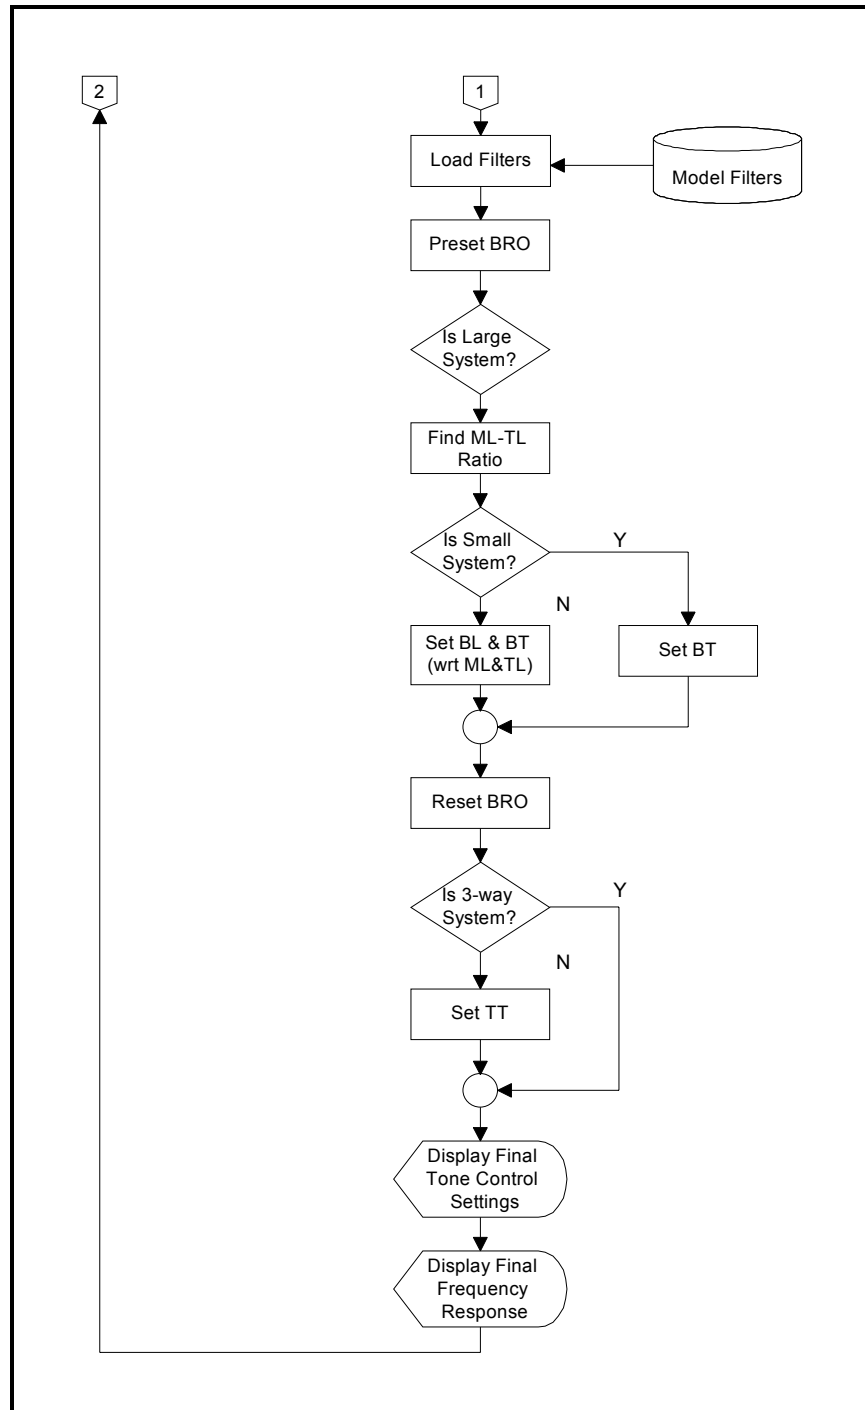 2
1
Load Filters
Model Filters
Preset BRO
Is Large
System?
Find ML-TL
Ratio
Is Small
System?
Y
N
Set BL & BT
(wrt ML&TL)
Set BT
Reset BRO
Is 3-way
System?
Y
N
Set TT
Display Final
Tone Control
Settings
Display Final
Frequency
Response